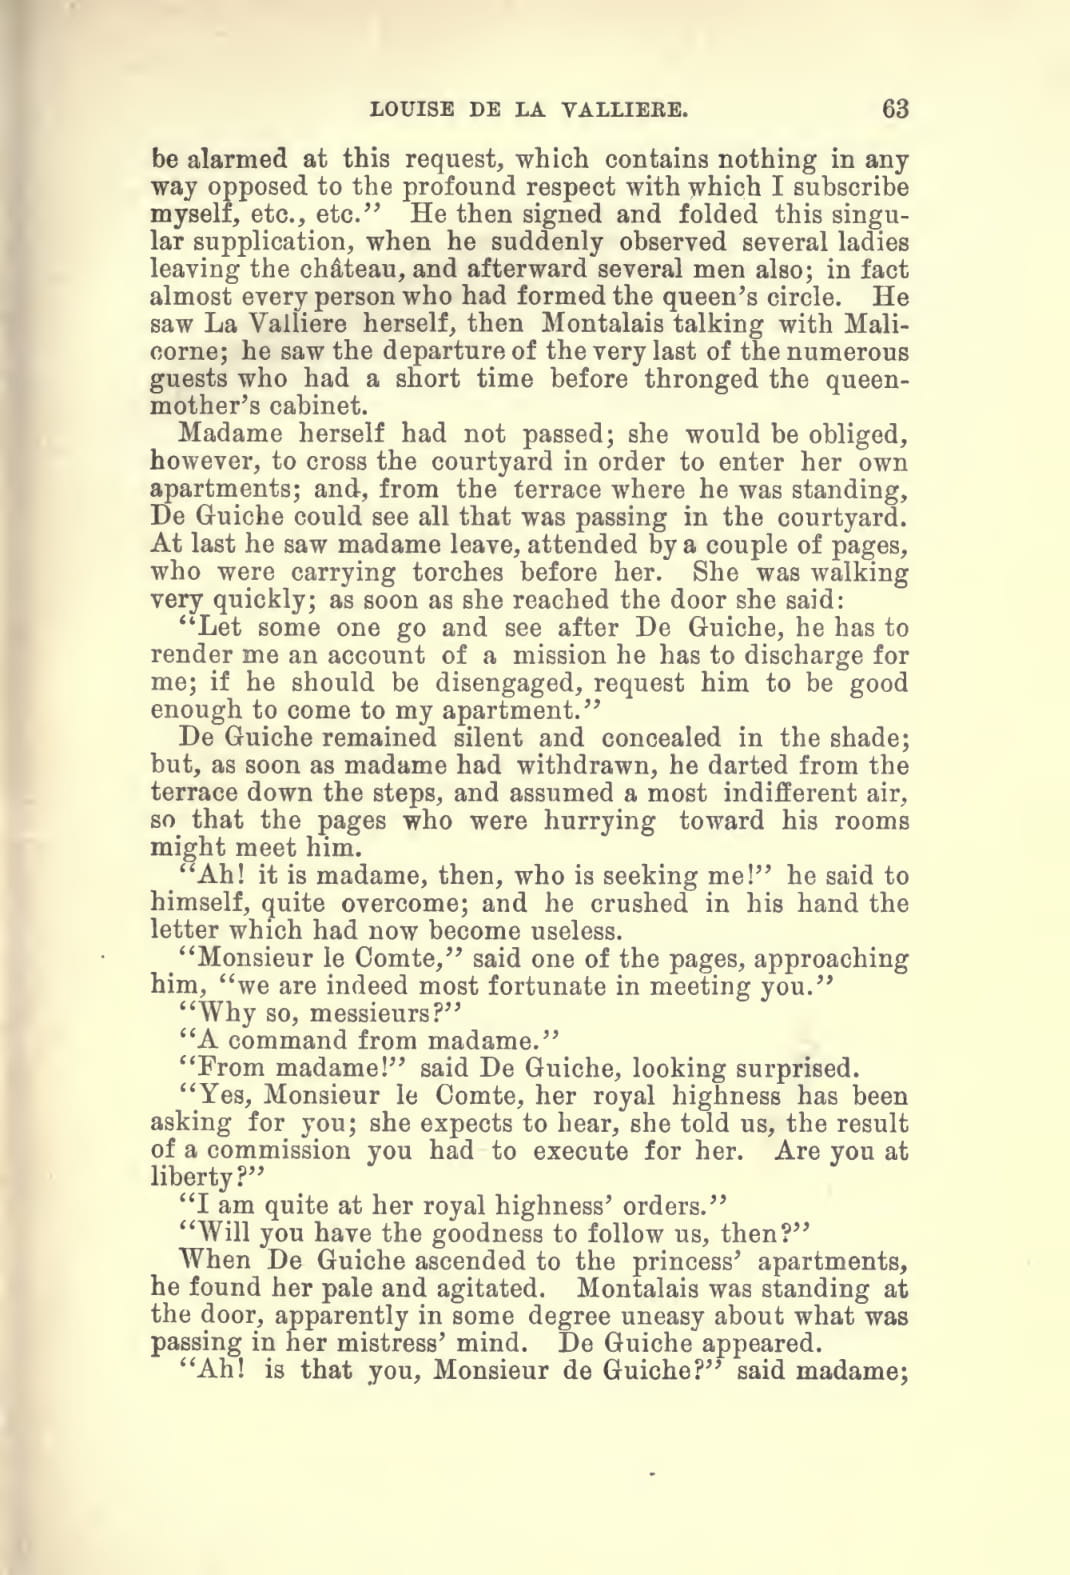 LOUISE DE LA VALLIERE. 63
be alarmed at this request, which contains nothing in any
way opposed to the profound respect with which I subscribe
myself, etc., etc.” He then signed and folded this singu-
lar supplication, when he suddenly observed several ladies
leaving the château, and afterward several men also; in fact
almost every person who had formed the queen’s circle. He
saw La Valliere herself, then Montalais talking with Mali-
corne; he saw the departure of the very last of the numerous
guests who had a short time before thronged the queen-
mother’s cabinet.
Madame herself had not passed; she would be obliged,
however, to cross the courtyard in order to enter her own
apartments; and, from the terrace where he was standing,
De Guiche could see all that was passing in the courtyard.
At last he saw madame leave, attended by a couple of pages,
who were carrying torches before her. She was walking
very quickly; as soon as she reached the door she said:
“Let some one go and see after De Guiche, he has to
render me an account of a mission he has to discharge for
me; if he should be disengaged, request him to be good
enough to come to my apartment.”
De Guiche remained silent and concealed in the shade;
but, as soon as madame had withdrawn, he darted from the
terrace down the steps, and assumed a most indifferent air,
so that the pages who were hurrying toward his rooms
might meet him.
“Ah! it is madame, then, who is seeking me!” he said to
himself, quite overcome; and he crushed in his hand the
letter which had now become useless.
“Monsieur le Comte,” said one of the pages, approaching
him, “we are indeed most fortunate in meeting you.”
“Why so, messieurs?”
“A command from madame.”
“From madame!” said De Guiche, looking surprised.
“Yes, Monsieur le Comte, her royal highness has been
asking for you; she expects to hear, she told us, the result
of a commission you had to execute for her. Are you at
liberty?”
“I am quite at her royal highness’ orders.”
“Will you have the goodness to follow us, then?”
When De Guiche ascended to the princess’ apartments,
he found her pale and agitated. Montalais was standing at
the door, apparently in some degree uneasy about what was
passing in her mistress’ mind. De Guiche appeared.
“Ah! is that you, Monsieur de Guiche?” said madame;